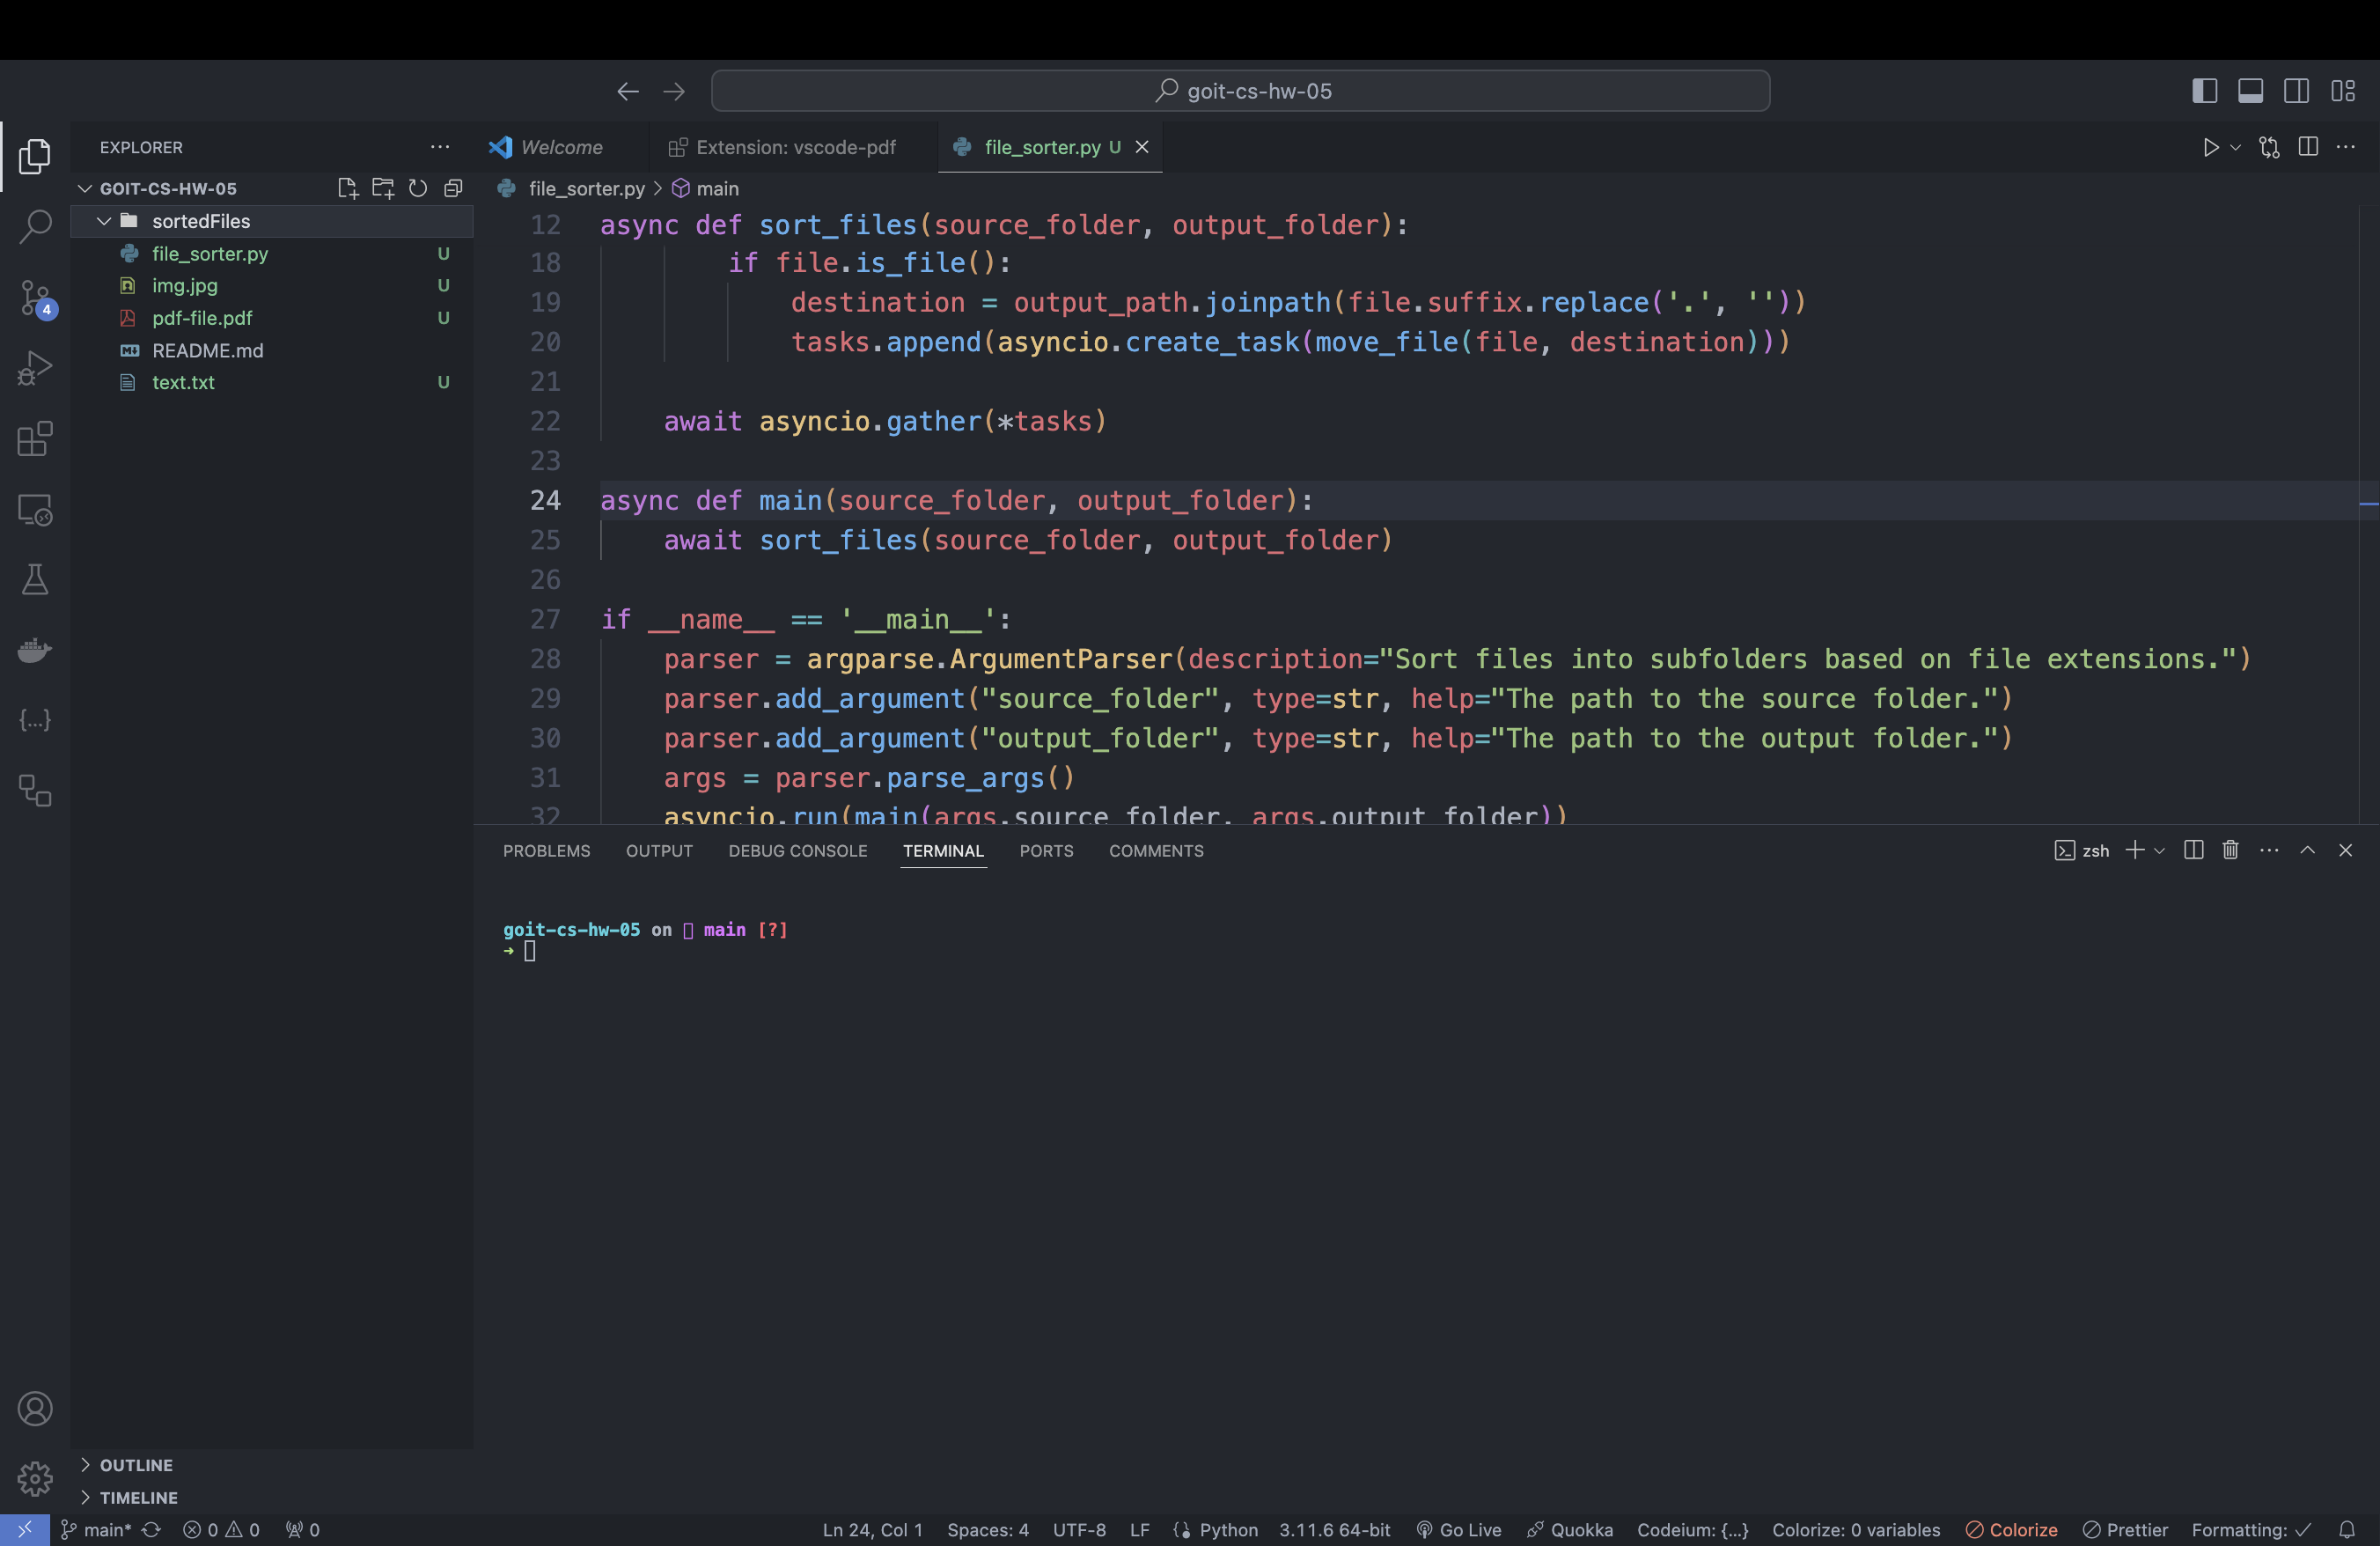 goit-cs-hw-05
EXPLORER
Welcome
Extension: vscode-pdf
file_sorter.py U
GOIT-CS-HW-05
sortedFiles
file_sorter.py U
img.jpg U
pdf-file.pdf U
README.md
text.txt U
4
file_sorter.py > main
12 async def sort_files(source_folder, output_folder):
18 if file.is_file():
19 destination = output_path.joinpath(file.suffix.replace('.', ''))
20 tasks.append(asyncio.create_task(move_file(file, destination)))
21
22 await asyncio.gather(*tasks)
23
24 async def main(source_folder, output_folder):
25 await sort_files(source_folder, output_folder)
26
27 if __name__ == '__main__':
28 parser = argparse.ArgumentParser(description="Sort files into subfolders based on file extensions.")
29 parser.add_argument("source_folder", type=str, help="The path to the source folder.")
30 parser.add_argument("output_folder", type=str, help="The path to the output folder.")
31 args = parser.parse_args()
32 asyncio.run(main(args.source_folder, args.output_folder))
PROBLEMS OUTPUT DEBUG CONSOLE TERMINAL PORTS COMMENTS
zsh
goit-cs-hw-05 on main [?]
OUTLINE
TIMELINE
main* 0 0 0
Ln 24, Col 1 Spaces: 4 UTF-8 LF Python 3.11.6 64-bit Go Live Quokka Codeium: {...} Colorize: 0 variables Colorize Prettier Formatting: ✓